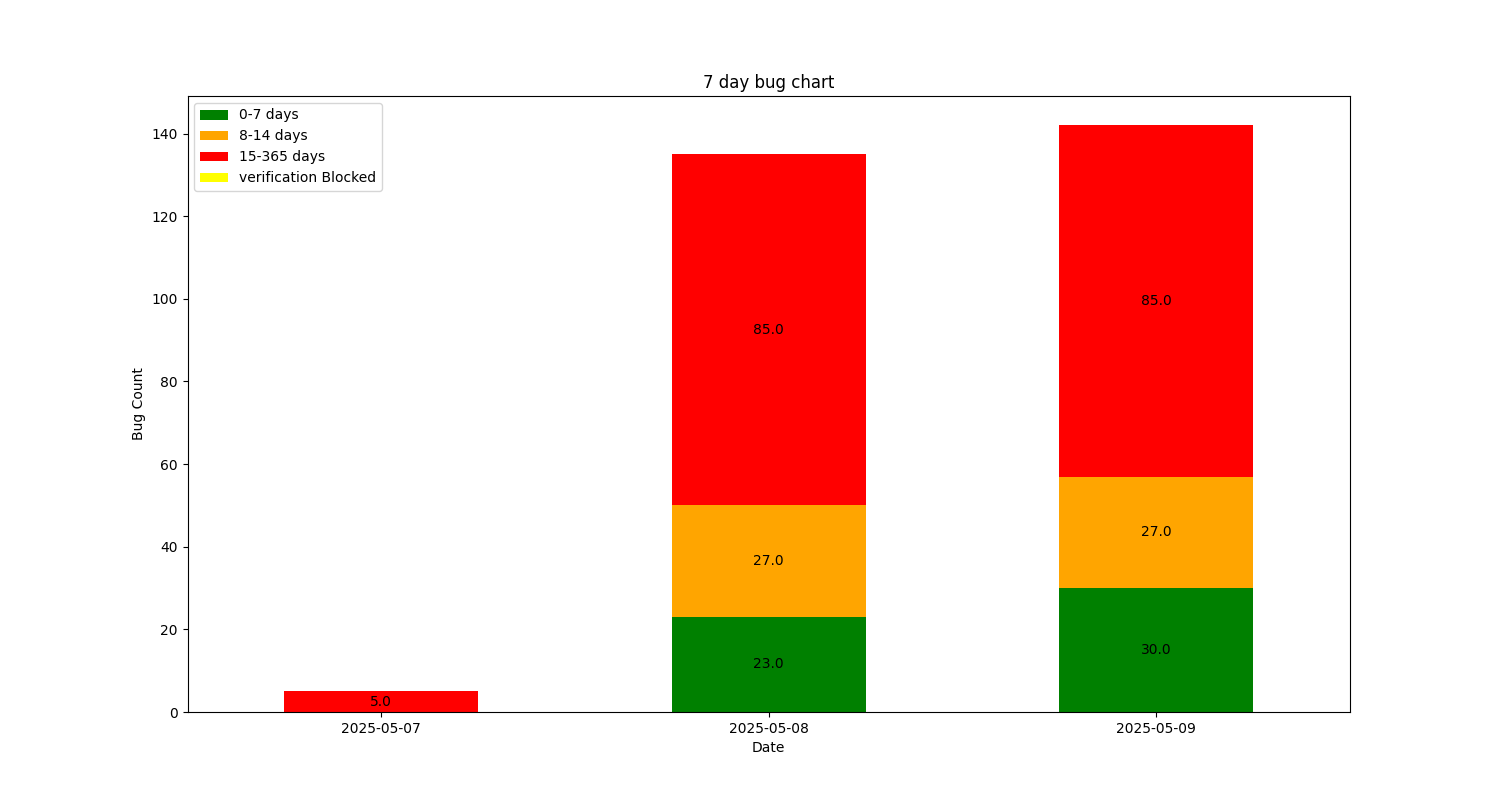 7 day bug chart
0-7 days
8-14 days
15-365 days
verification Blocked
Bug Count
140
120
100
80
60
40
20
0
5.0
85.0
27.0
23.0
85.0
27.0
30.0
2025-05-07
2025-05-08
2025-05-09
Date